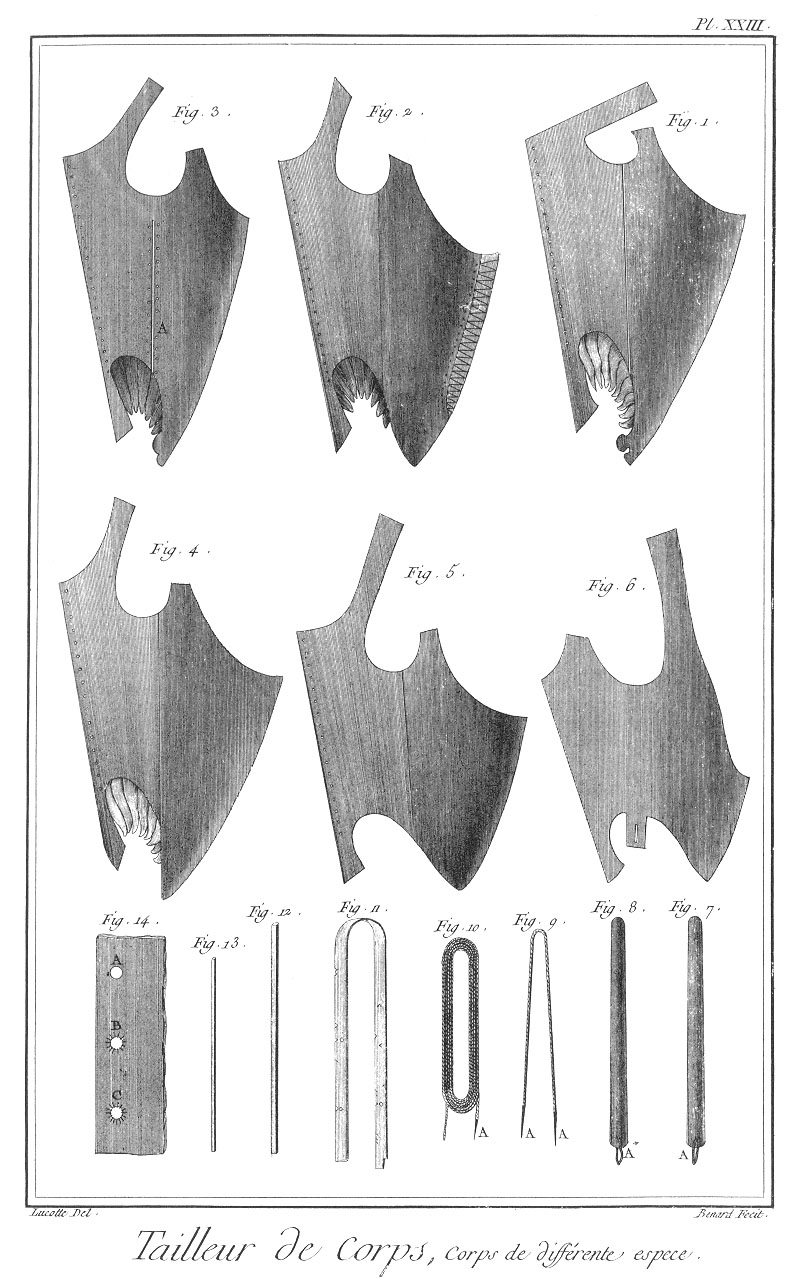 Pl. XXIII.
Fig. 3.
Fig. 2.
Fig. 1.
A
Fig. 4.
Fig. 5.
Fig. 6.
Fig. 14.
Fig. 13.
Fig. 12.
Fig. 11.
Fig. 10.
Fig. 9.
Fig. 8.
Fig. 7.
A
B
C
A
A
A
A
A
Lucotte Del.
Benard Fecit.
Tailleur de Corps, Corps de différente espece.